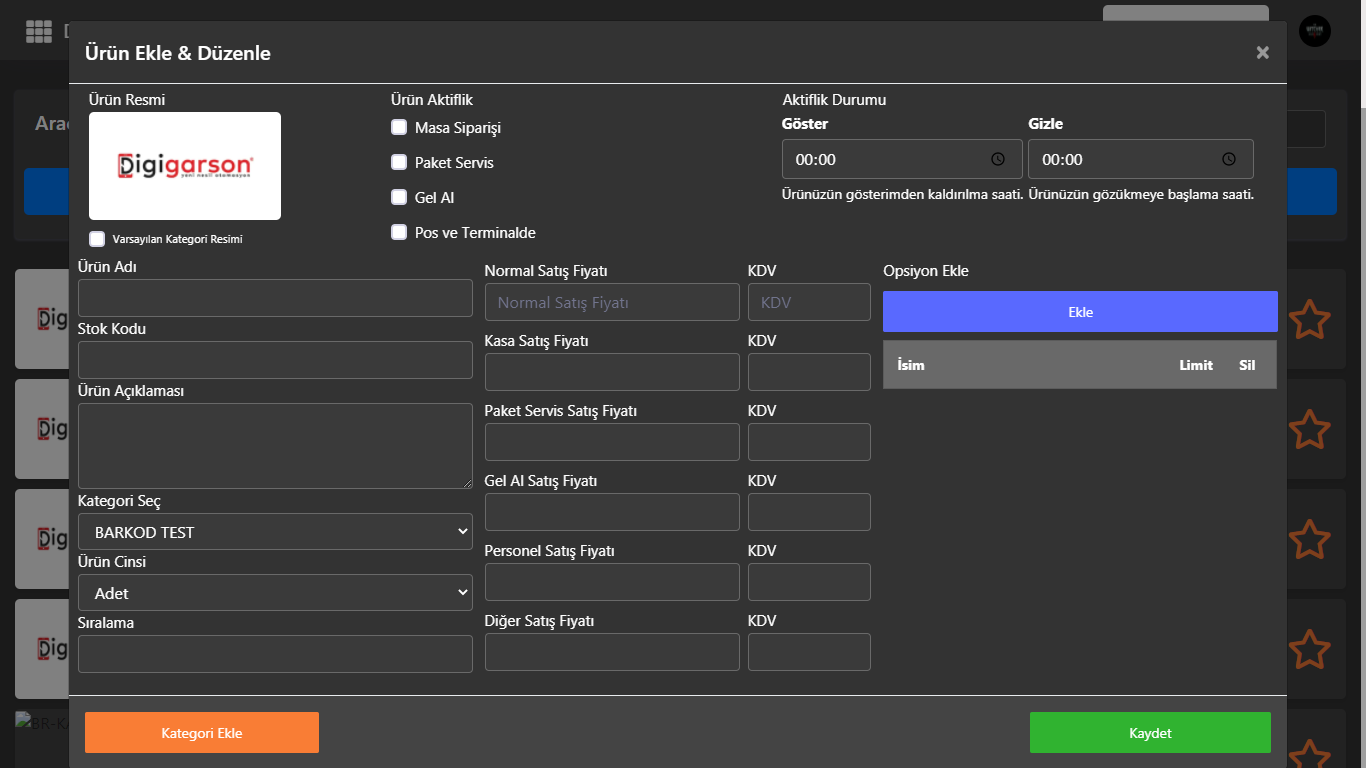 Ürün Ekle & Düzenle
×
Ürün Resmi
Digigarson
yeni nesil otomasyon
Varsayılan Kategori Resimi
Ürün Aktiflik
Masa Siparişi
Paket Servis
Gel Al
Pos ve Terminalde
Aktiflik Durumu
Göster
Gizle
00:00
00:00
Ürünüzün gösterimden kaldırılma saati.
Ürünüzün gözükmeye başlama saati.
Ürün Adı
Stok Kodu
Ürün Açıklaması
Kategori Seç
BARKOD TEST
Ürün Cinsi
Adet
Sıralama
Normal Satış Fiyatı
KDV
Normal Satış Fiyatı
KDV
Kasa Satış Fiyatı
KDV
Paket Servis Satış Fiyatı
KDV
Gel Al Satış Fiyatı
KDV
Personel Satış Fiyatı
KDV
Diğer Satış Fiyatı
KDV
Opsiyon Ekle
Ekle
İsim Limit Sil
Kategori Ekle
Kaydet